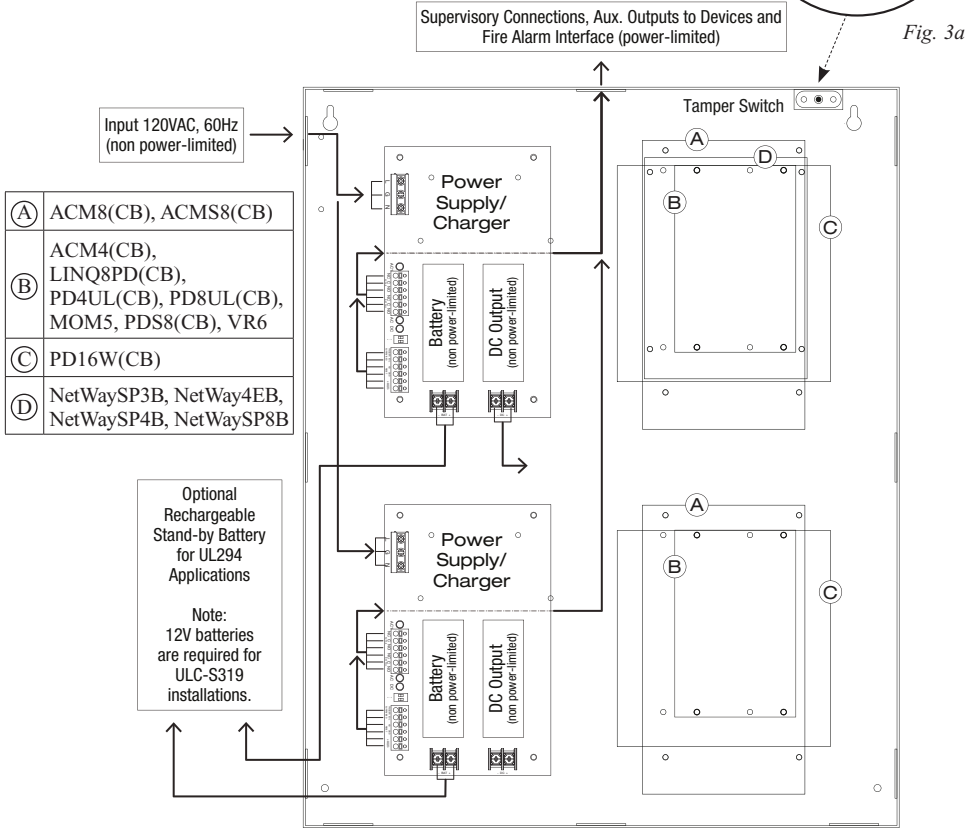 Supervisory Connections, Aux. Outputs to Devices and
Fire Alarm Interface (power-limited)
Fig. 3a
Tamper Switch
Input 120VAC, 60Hz
(non power-limited)
A
ACM8(CB), ACMS8(CB)
B
ACM4(CB),
LINQ8PD(CB),
PD4UL(CB), PD8UL(CB),
MOM5, PDS8(CB), VR6
C
PD16W(CB)
D
NetWaySP3B, NetWay4EB,
NetWaySP4B, NetWaySP8B
L
G
N
Power
Supply/
Charger
Battery
(non power-limited)
DC Output
(non power-limited)
A
D
B
C
Optional
Rechargeable
Stand-by Battery
for UL294
Applications
Note:
12V batteries
are required for
ULC-S319
installations.
L
G
N
Power
Supply/
Charger
Battery
(non power-limited)
DC Output
(non power-limited)
A
B
C